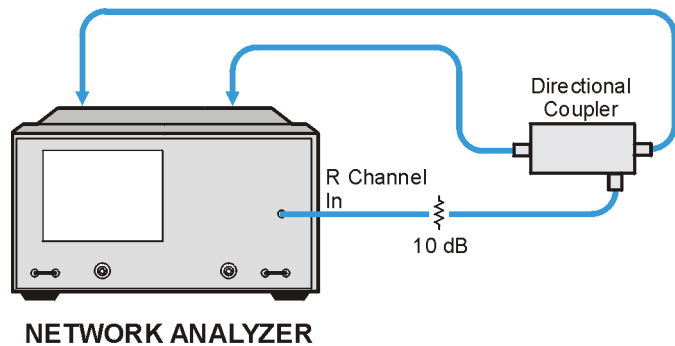 Directional
Coupler
R Channel
In
10 dB
NETWORK ANALYZER